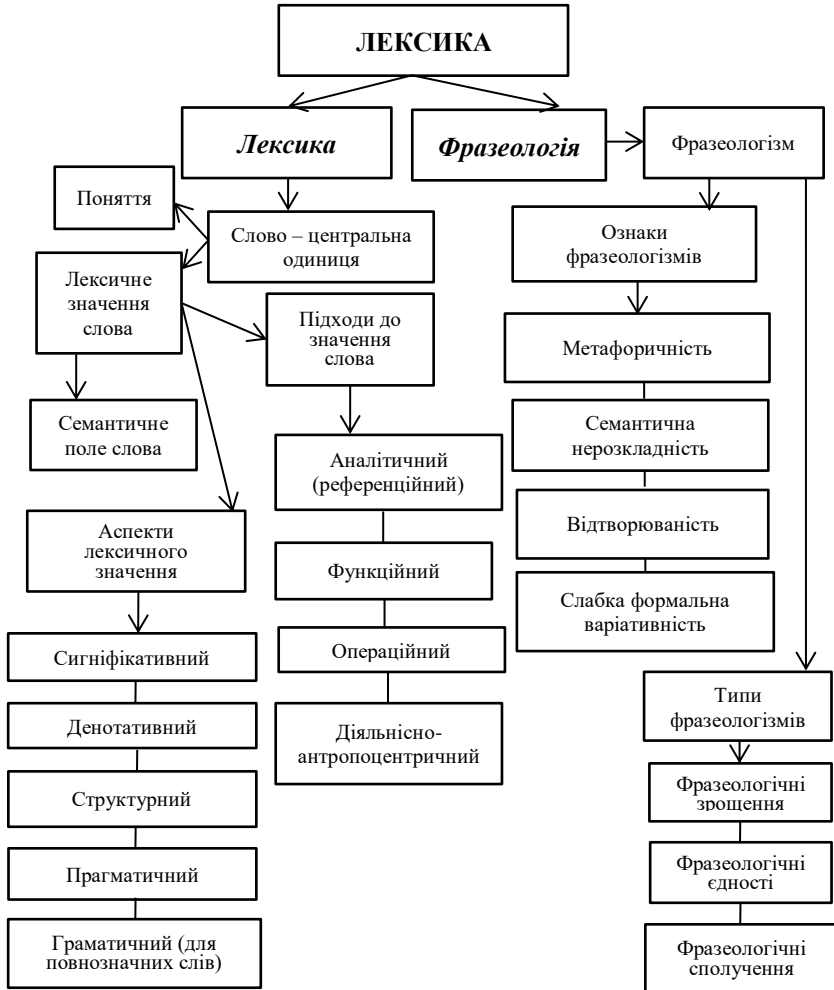 ЛЕКСИКА
Лексика
Фразеологія
Фразеологізм
Поняття
Слово – центральна
одиниця
Ознаки
фразеологізмів
Лексичне
значення
слова
Підходи до
значення
слова
Метафоричність
Семантичне
поле слова
Семантична
нерозкладність
Аналітичний
(референційний)
Відтворюваність
Аспекти
лексичного
значення
Функційний
Слабка формальна
варіативність
Сигніфікативний
Операційний
Типи
фразеологізмів
Денотативний
Діяльнісно-
антропоцентричний
Фразеологічні
зрощення
Структурний
Прагматичний
Фразеологічні
єдності
Граматичний (для
повнозначних слів)
Фразеологічні
сполучення